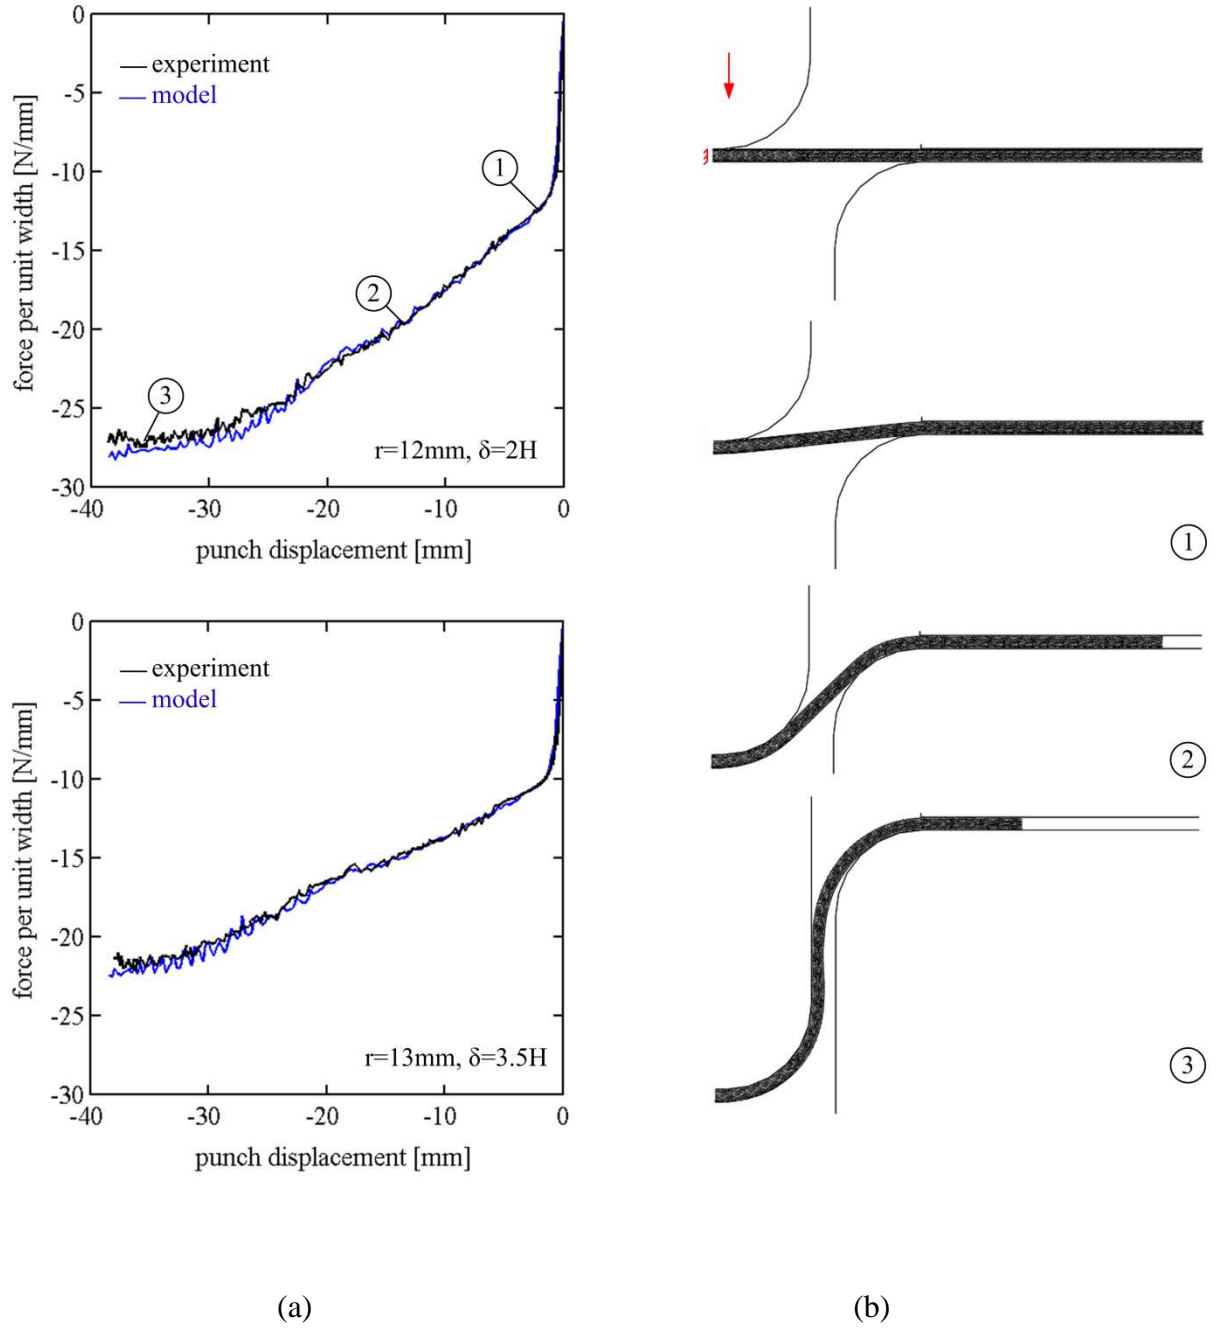 0
-5
-10
-15
-20
-25
-30
-40
-30
-20
-10
0
force per unit width [N/mm]
punch displacement [mm]
experiment
model
1
2
3
r=12mm, δ=2H
0
-5
-10
-15
-20
-25
-30
-40
-30
-20
-10
0
force per unit width [N/mm]
punch displacement [mm]
experiment
model
r=13mm, δ=3.5H
(a)
1
2
3
(b)